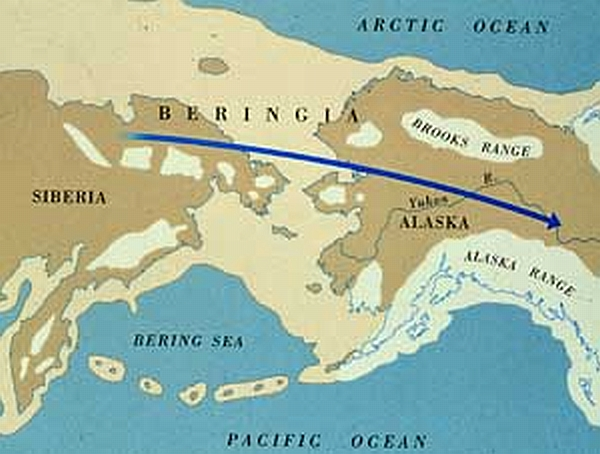 ARCTIC OCEAN
BERINGIA
BROOKS RANGE
SIBERIA
Yukon R.
ALASKA
ALASKA RANGE
BERING SEA
PACIFIC OCEAN